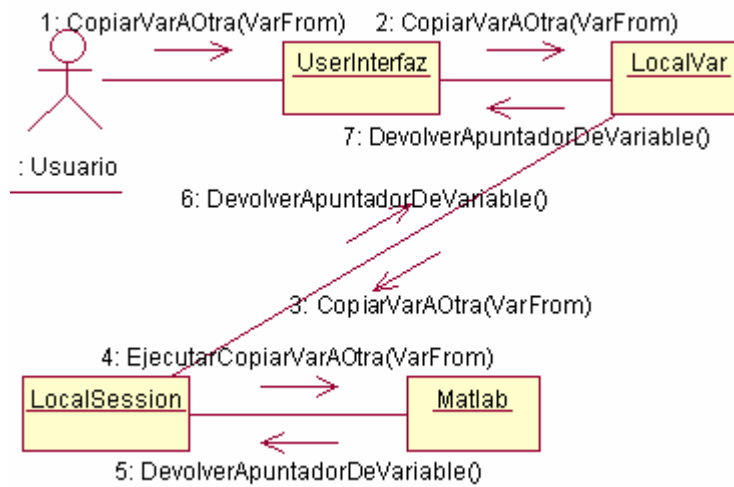 1: CopiarVarAOtra(VarFrom)
2: CopiarVarAOtra(VarFrom)
UserInterfaz
LocalVar
7: DevolverApuntadorDeVariable()
: Usuario
6: DevolverApuntadorDeVariable()
3: CopiarVarAOtra(VarFrom)
4: EjecutarCopiarVarAOtra(VarFrom)
LocalSession
Matlab
5: DevolverApuntadorDeVariable()